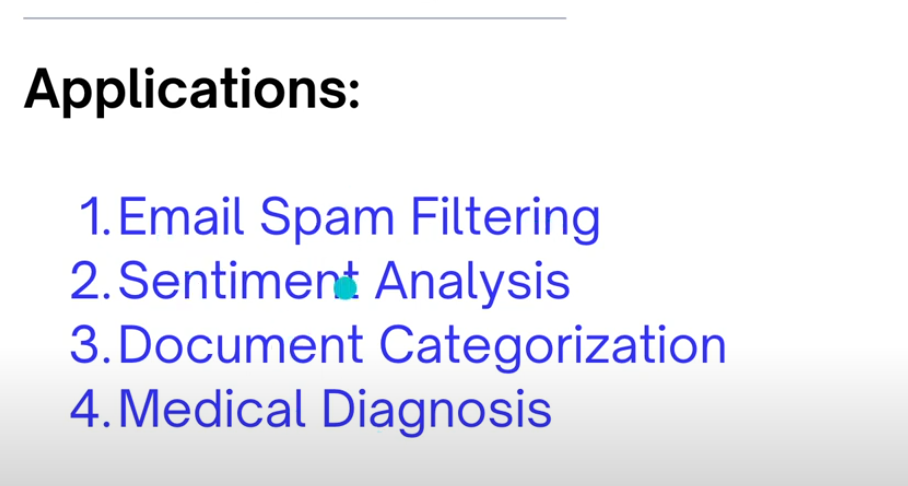 Applications:
1. Email Spam Filtering
2. Sentiment Analysis
3. Document Categorization
4. Medical Diagnosis